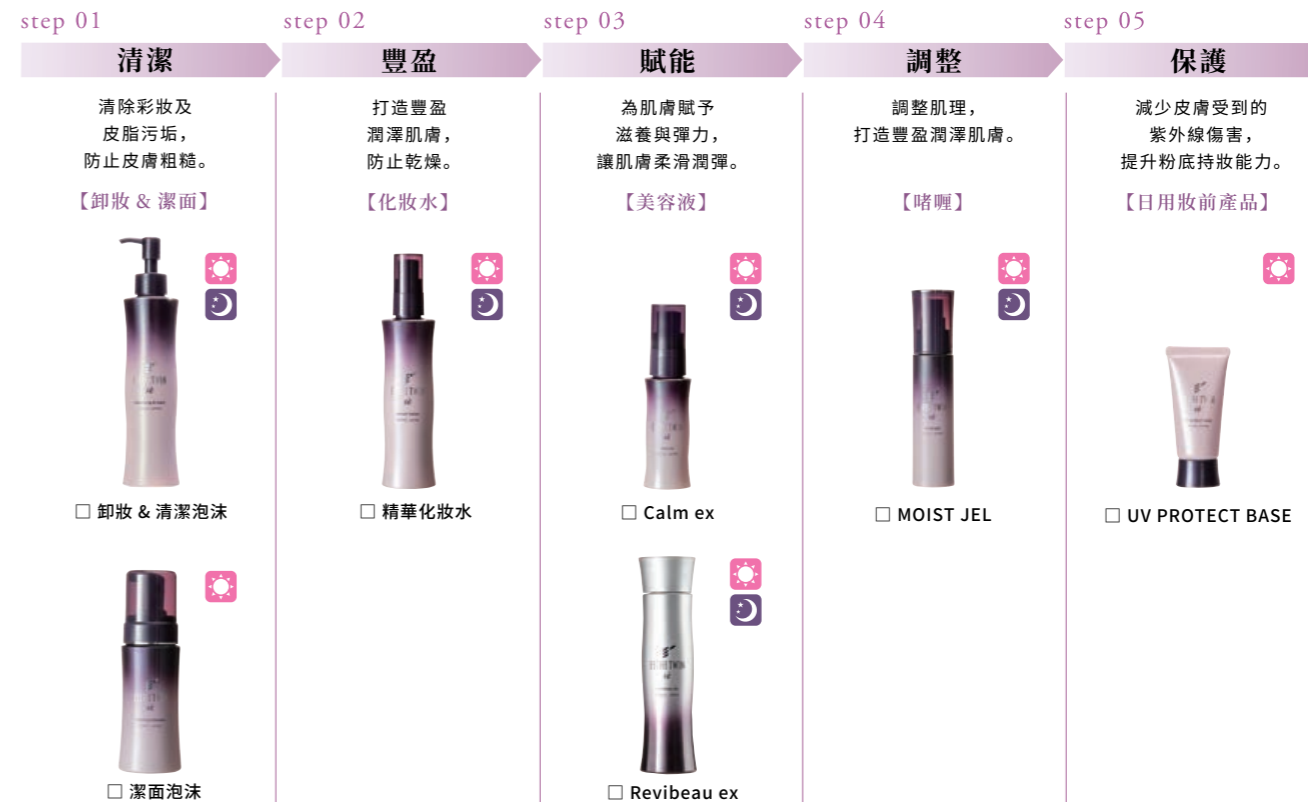 step 01
清潔
清除彩妝及
皮脂污垢，
防止皮膚粗糙。
【卸妝 & 潔面】
□ 卸妝 & 清潔泡沫
□ 潔面泡沫
step 02
豐盈
打造豐盈
潤澤肌膚，
防止乾燥。
【化妝水】
□ 精華化妝水
step 03
賦能
為肌膚賦予
滋養與彈力，
讓肌膚柔滑潤彈。
【美容液】
□ Calm ex
□ Revibeau ex
step 04
調整
調整肌理，
打造豐盈潤澤肌膚。
【啫喱】
□ MOIST JEL
step 05
保護
減少皮膚受到的
紫外線傷害，
提升粉底持妝能力。
【日用妝前產品】
□ UV PROTECT BASE